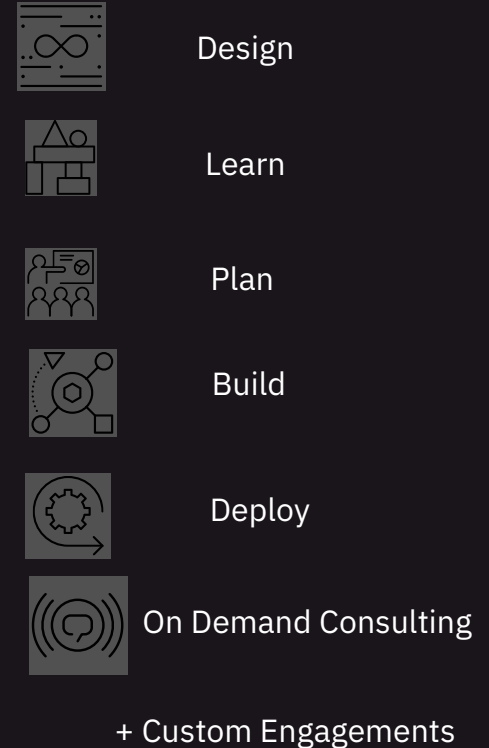 Design
Learn
Plan
Build
Deploy
On Demand Consulting
+ Custom Engagements